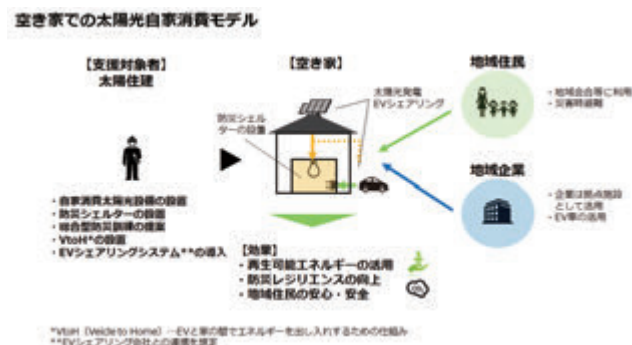 空き家での太陽光自家消費モデル
【支援対象者】
太陽住建
・自家消費太陽光設備の設置
・防災シェルターの設置
・総合型防災訓練の提案
・VtoH*の設置
・EVシェアリングシステム**の導入
【空き家】
防災シェル
ターの設置
太陽光発電
EVシェアリング
【効果】
・再生可能エネルギーの活用
・防災レジリエンスの向上
・地域住民の安心・安全
地域住民
・地域会合等に利用
・災害時避難
地域企業
・企業は拠点施設
として活用
・EV車の活用
*VtoH（Veicle to Home）…EVと家の間でエネルギーを出し入れするための仕組み
**EVシェアリング会社との連携を想定